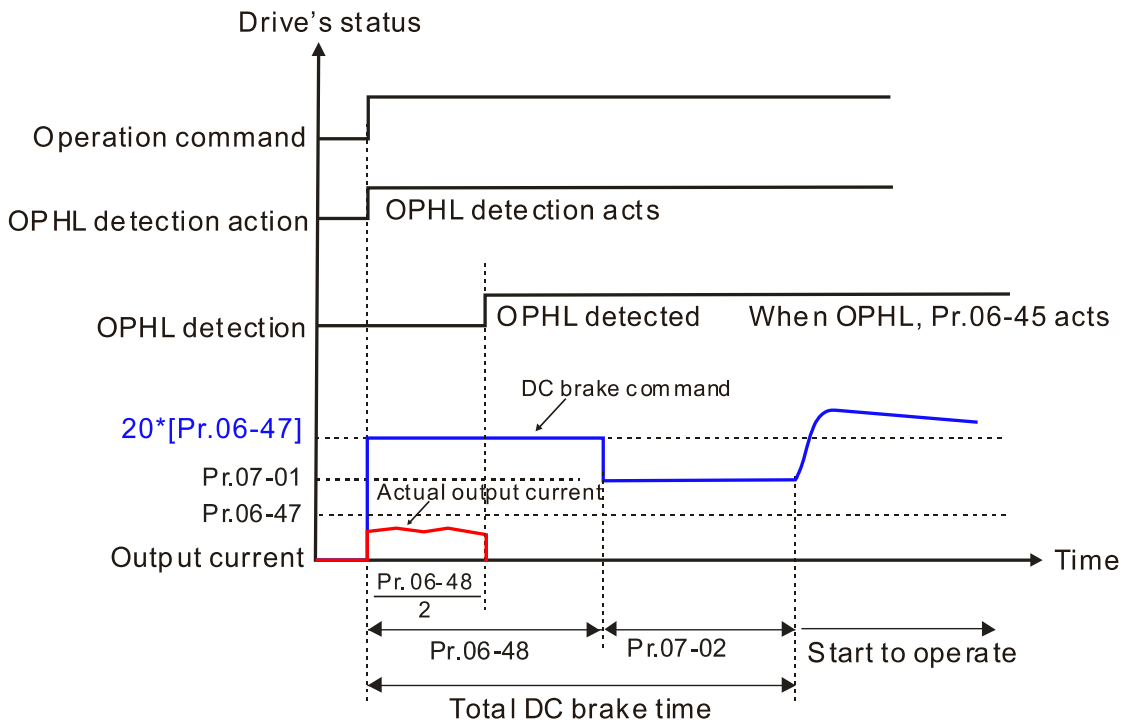 Drive's status
Operation command
OPHL detection action
OPHL detection acts
OPHL detection
OPHL detected
When OPHL, Pr.06-45 acts
DC brake command
20*[Pr.06-47]
Pr.07-01
Actual output current
Pr.06-47
Output current
Time
Pr. 06-48
2
Pr.06-48
Pr.07-02
Start to operate
Total DC brake time